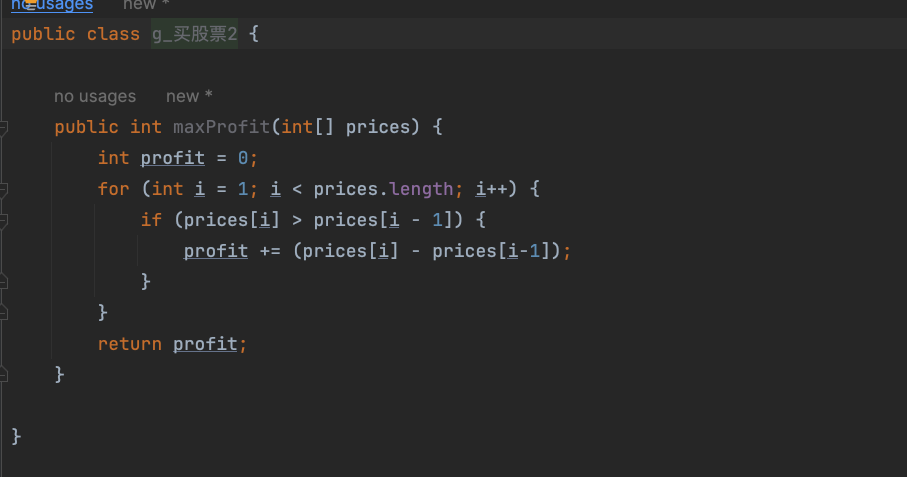 no usages new *
public class g_买股票2 {
no usages new *
public int maxProfit(int[] prices) {
int profit = 0;
for (int i = 1; i < prices.length; i++) {
if (prices[i] > prices[i - 1]) {
profit += (prices[i] - prices[i-1]);
}
}
return profit;
}
}